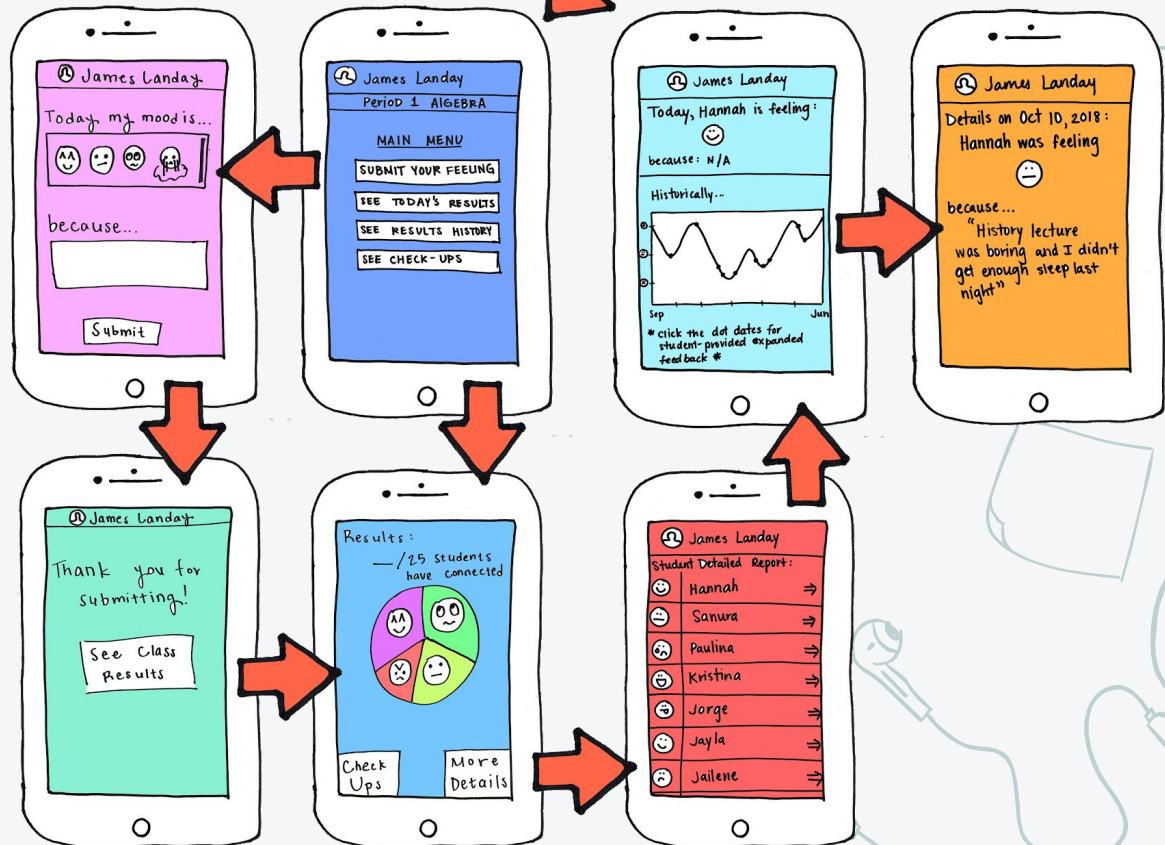 James Landay
Today my mood is...
because...
Submit
James Landay
PERIOD 1 ALGEBRA
MAIN MENU
SUBMIT YOUR FEELING
SEE TODAY'S RESULTS
SEE RESULTS HISTORY
SEE CHECK-UPS
James Landay
Today, Hannah is feeling:
because: N/A
Historically...
Sep
Jun
* click the dot dates for
student-provided expanded
feedback *
James Landay
Details on Oct 10, 2018:
Hannah was feeling
because...
"History lecture
was boring and I didn't
get enough sleep last
night"
James Landay
Thank you for
submitting!
See Class
Results
Results:
__/25 students
have connected
Check
Ups
More
Details
James Landay
Student Detailed Report:
Hannah
Sanura
Paulina
Kristina
Jorge
Jayla
Jailene